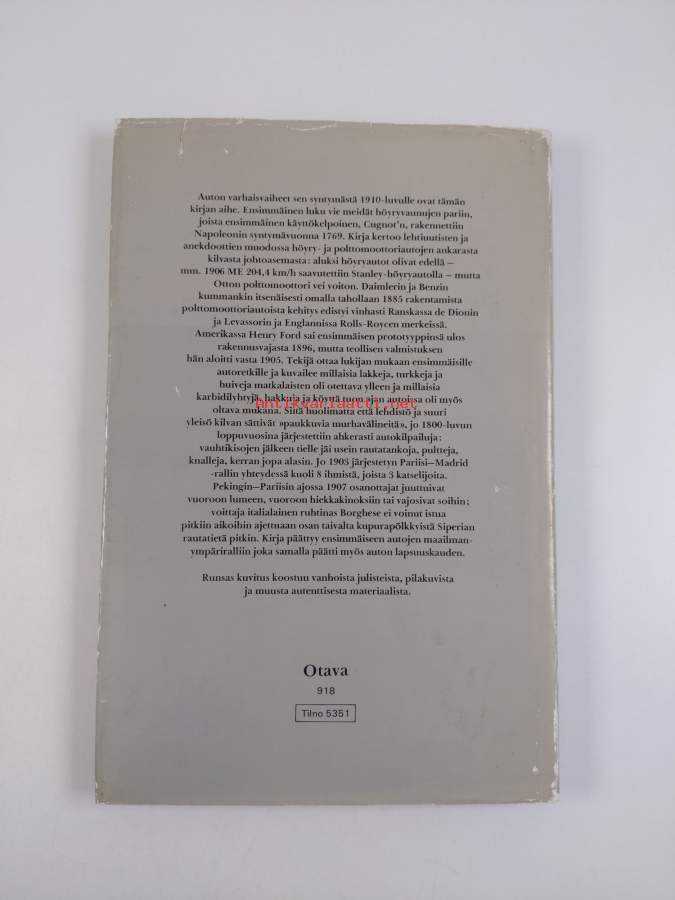 Auton varhaisvaiheet sen syntymästä 1910-luvulle ovat tämän
kirjan aihe. Ensimmäinen luku vie meidät höyryvaunujen pariin,
joista ensimmäinen käyttökelpoinen, Cugnot'n, rakennettiin
Napoleonin syntymävuonna 1769. Kirja kertoo lehtiuutisten ja
anekdoottien muodossa höyry- ja polttomoottoriautojen ankarasta
kilvasta johtoasemasta: aluksi höyryautot olivat edellä –
mm. 1906 ME 204,4 km/h saavutettiin Stanley-höyryautolla – mutta
Otton polttomoottori vei voiton. Daimlerin ja Benzin
kummankin itsenäisesti omalla tahollaan 1885 rakentamista
polttomoottoriautoista kehitys edistyi vinhasti Ranskassa de Dionin
ja Levassorin ja Englannissa Rolls-Roycen merkeissä.
Amerikassa Henry Ford sai ensimmäisen prototyyppinsä ulos
rakennusvajasta 1896, mutta teollisen valmistuksen
hän aloitti vasta 1905. Tekijä ottaa lukijan mukaan ensimmäisille
autoretkille ja kuvailee millaisia lakkeja, turkkeja ja
huiveja matkalaisten oli otettava ylleen ja millaisia
karbidilyhtyjä, hakkuja ja köyttä tuon ajan autoissa oli myös
antikvariaatti.net
oltava mukana. Siitä huolimatta että lehdistö ja suuri
yleisö kilvan sättivät »paukkuvia murhavälineitä», jo 1800-luvun
loppuvuosina järjestettiin ahkerasti autokilpailuja:
vauhtikisojen jälkeen tielle jäi usein rautatankoja, pultteja,
knalleja, kerran jopa alasin. Jo 1903 järjestetyn Pariisi–Madrid
-rallin yhteydessä kuoli 8 ihmistä, joista 3 katselijoita.
Pekingin–Pariisin ajossa 1907 osanottajat juuttuivat
vuoroon lumeen, vuoroon hiekkakinoksiin tai vajosivat soihin;
voittaja italialainen ruhtinas Borghese ei voinut istua
pitkiin aikoihin ajettuaan osan taivalta kupurapölkkyistä Siperian
rautatietä pitkin. Kirja päättyy ensimmäiseen autojen maailman-
ympäriralliin joka samalla päätti myös auton lapsuuskauden.
Runsas kuvitus koostuu vanhoista julisteista, pilakuvista
ja muusta autenttisesta materiaalista.
Otava
918
Tilno 5351